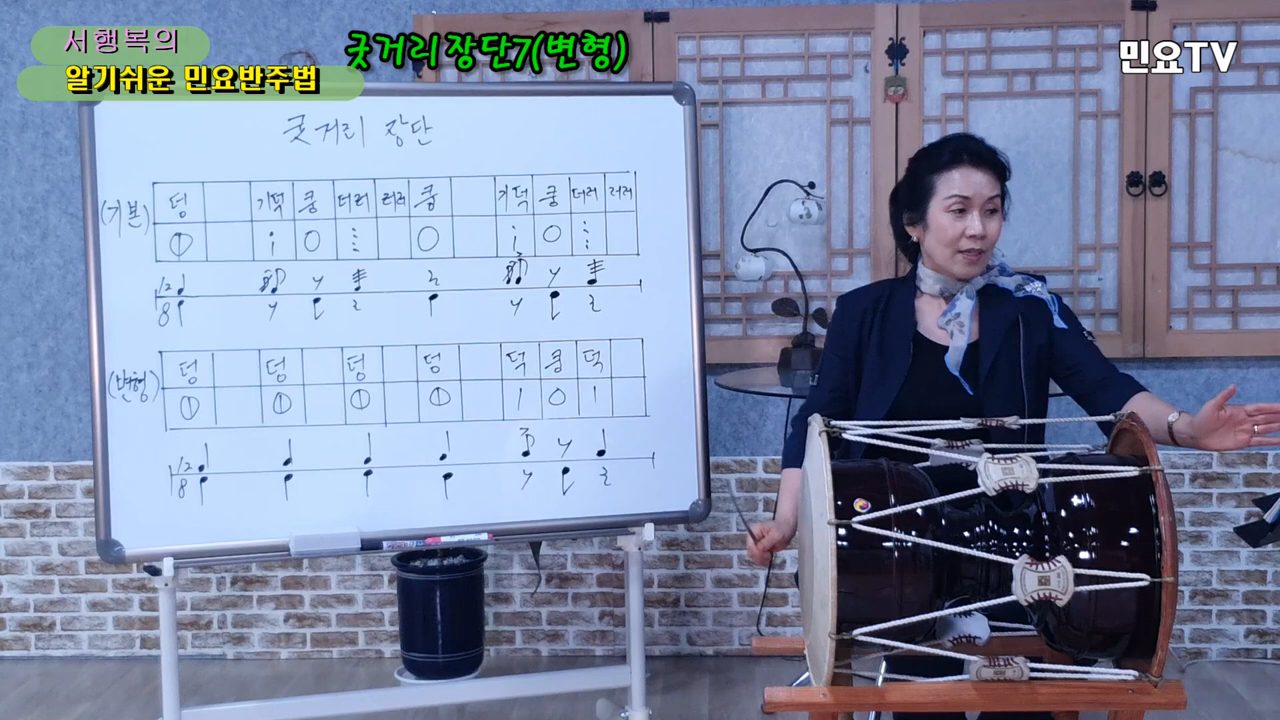 서행복의
알기쉬운 민요반주법
굿거리장단7(변형)
민요TV
굿거리 장단
(기본) 덩 기덕 쿵 더러 러러 쿵 기덕 쿵 더러 러러
12
8
(변형) 덩 덩 덩 덩 덕 쿵 덕
12
8